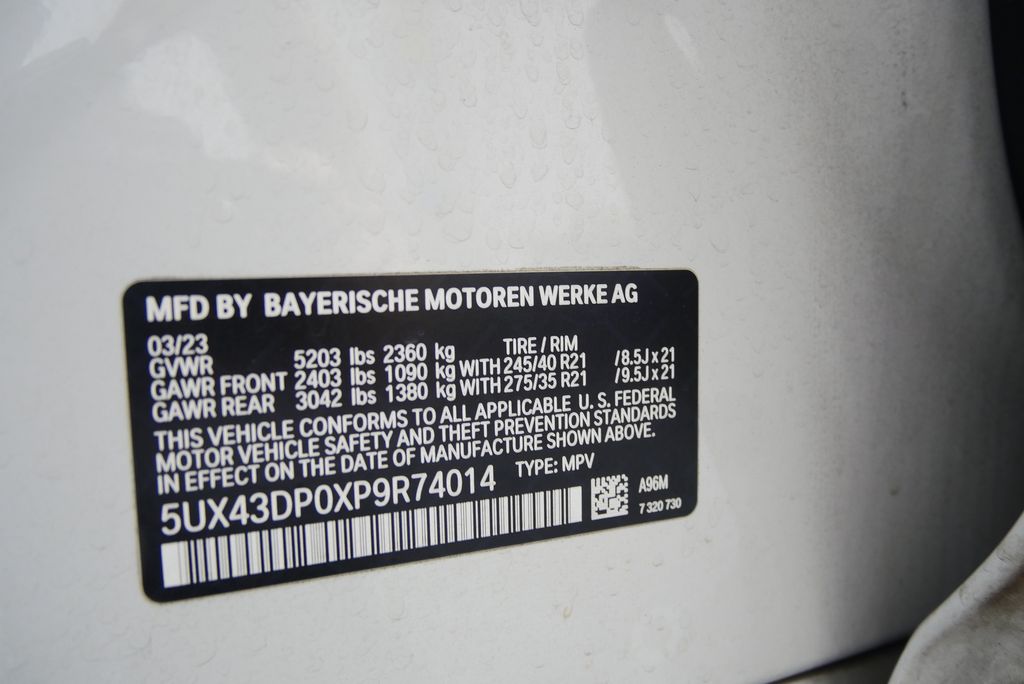 MFD BY BAYERISCHE MOTOREN WERKE AG
03/23 TIRE / RIM
GVWR 5203 lbs 2360 kg
GAWR FRONT 2403 lbs 1090 kg WITH 245/40 R21 /8.5J x 21
GAWR REAR 3042 lbs 1380 kg WITH 275/35 R21 /9.5J x 21
THIS VEHICLE CONFORMS TO ALL APPLICABLE U. S. FEDERAL
MOTOR VEHICLE SAFETY AND THEFT PREVENTION STANDARDS
IN EFFECT ON THE DATE OF MANUFACTURE SHOWN ABOVE.
5UX43DP0XP9R74014 TYPE: MPV
A96M
7 320 730